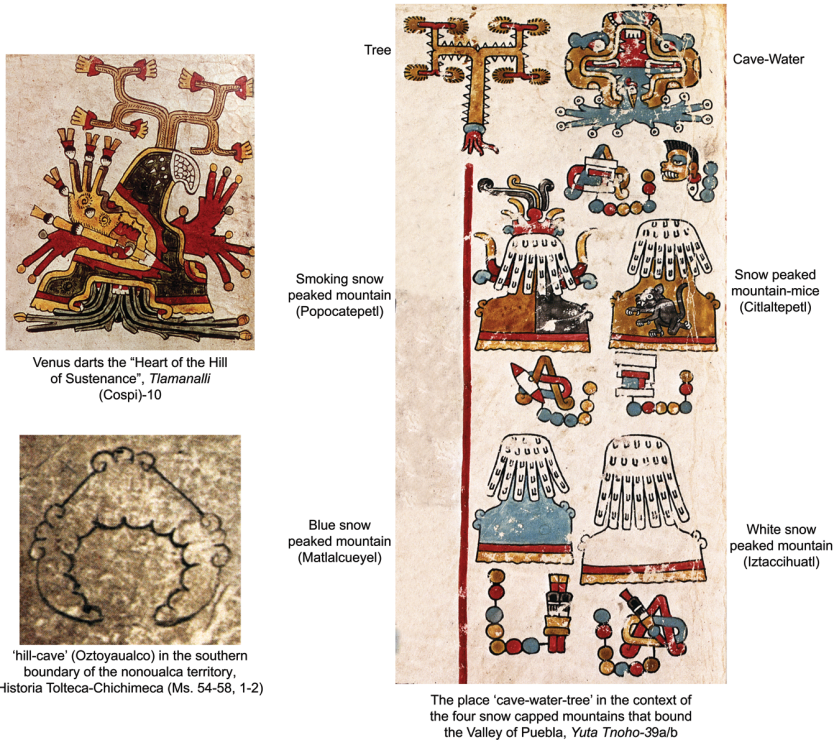 Tree
Cave-Water
Smoking snow
peaked mountain
(Popocatepetl)
Snow peaked
mountain-mice
(Citlaltepetl)
Venus darts the “Heart of the Hill
of Sustenance”, Tlamanalli
(Cospi)-10
Blue snow
peaked mountain
(Matlalcueyel)
White snow
peaked mountain
(Iztaccihuatl)
‘hill-cave’ (Oztoyaualco) in the southern
boundary of the nonoualca territory,
Historia Tolteca-Chichimeca (Ms. 54-58, 1-2)
The place ‘cave-water-tree’ in the context of
the four snow capped mountains that bound
the Valley of Puebla, Yuta Tnoho-39a/b